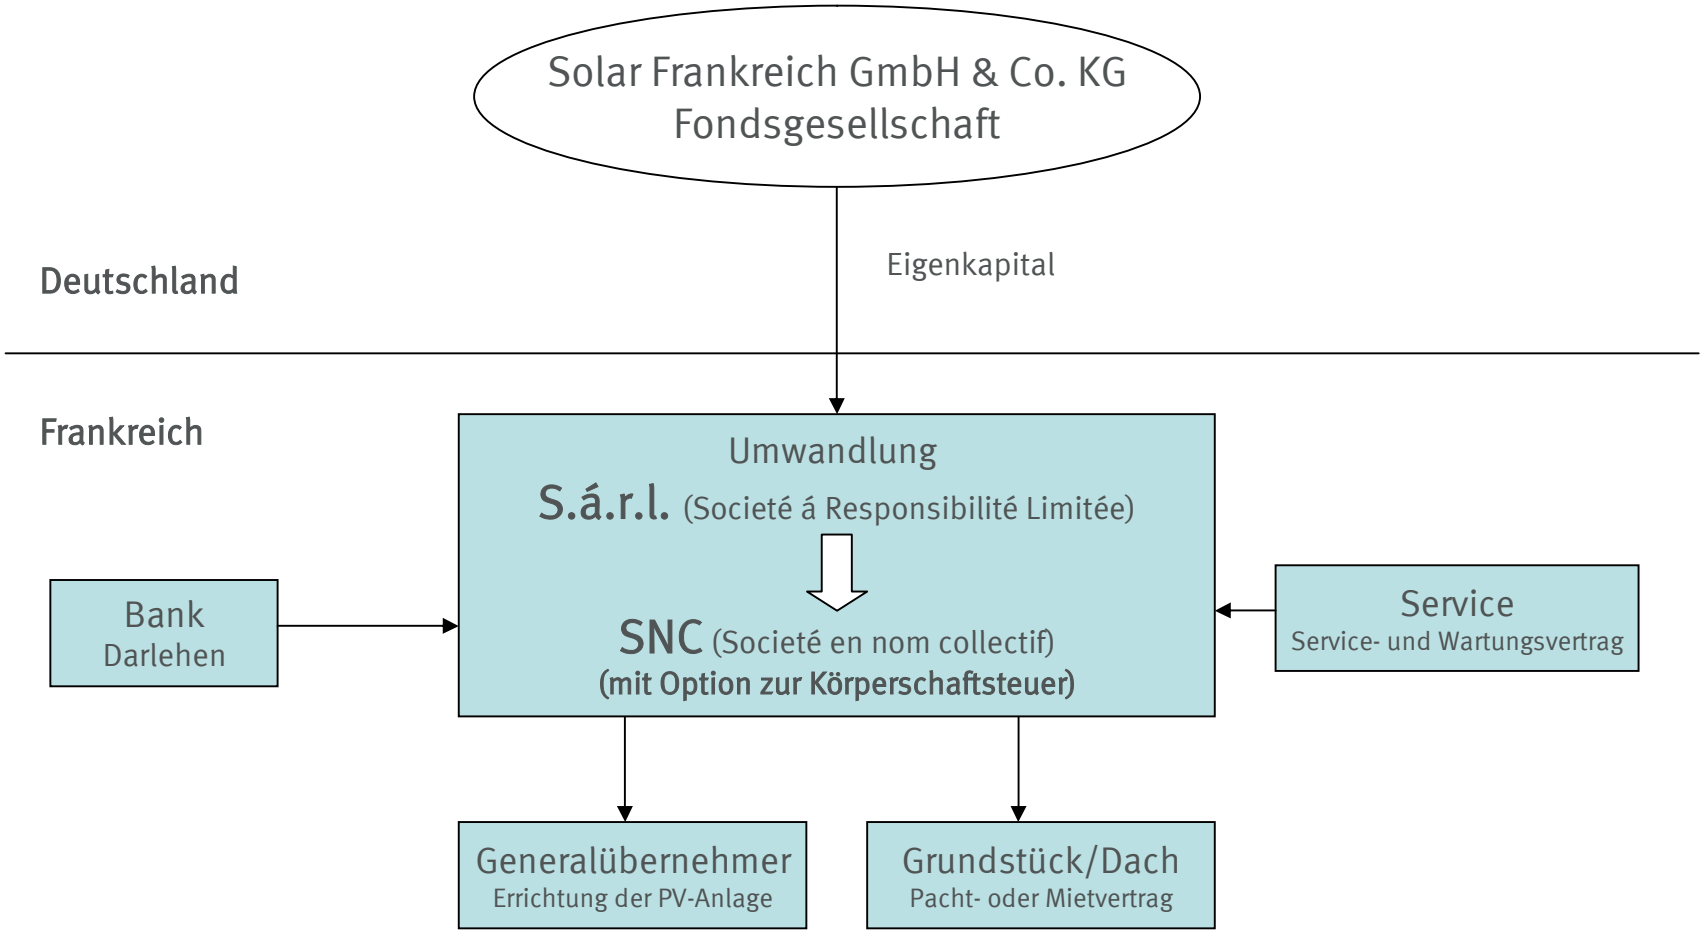 Solar Frankreich GmbH & Co. KG
Fondsgesellschaft
Eigenkapital
Deutschland
Frankreich
Umwandlung
S.á.r.l. (Societé á Responsibilité Limitée)
SNC (Societé en nom collectif)
(mit Option zur Körperschaftsteuer)
Bank
Darlehen
Service
Service- und Wartungsvertrag
Generalübernehmer
Errichtung der PV-Anlage
Grundstück/Dach
Pacht- oder Mietvertrag